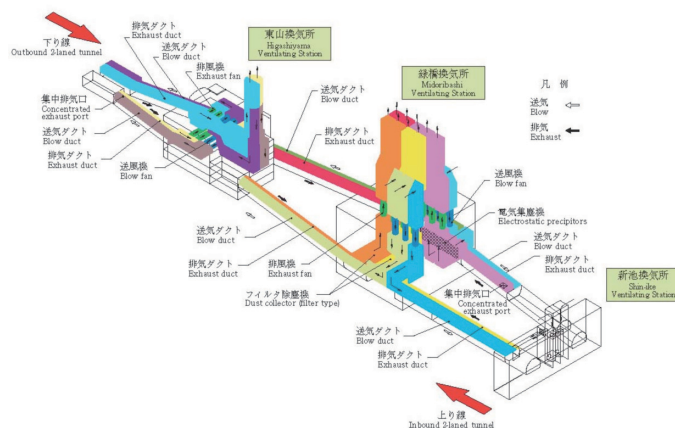 下り線
Outbound 2-laned tunnel
排気ダクト
Exhaust duct
送気ダクト
Blow duct
排風機
Exhaust fan
東山換気所
Higashiyama
Ventilating Station
緑橋換気所
Midoribashi
Ventilating Station
凡 例
送気
Blow
排気
Exhaust
集中排気口
Concentrated
exhaust port
送気ダクト
Blow duct
排気ダクト
Exhaust duct
送風機
Blow fan
送気ダクト
Blow duct
排気ダクト
Exhaust duct
送風機
Blow fan
電気集塵機
Electrostatic precipitors
送気ダクト
Blow duct
排気ダクト
Exhaust duct
新池換気所
Shin-ike
Ventilating Station
送気ダクト
Blow duct
排気ダクト
Exhaust duct
排風機
Exhaust fan
フィルタ除塵機
Dust collector (filter type)
集中排気口
Concentrated
exhaust port
送気ダクト
Blow duct
排気ダクト
Exhaust duct
上り線
Inbound 2-laned tunnel